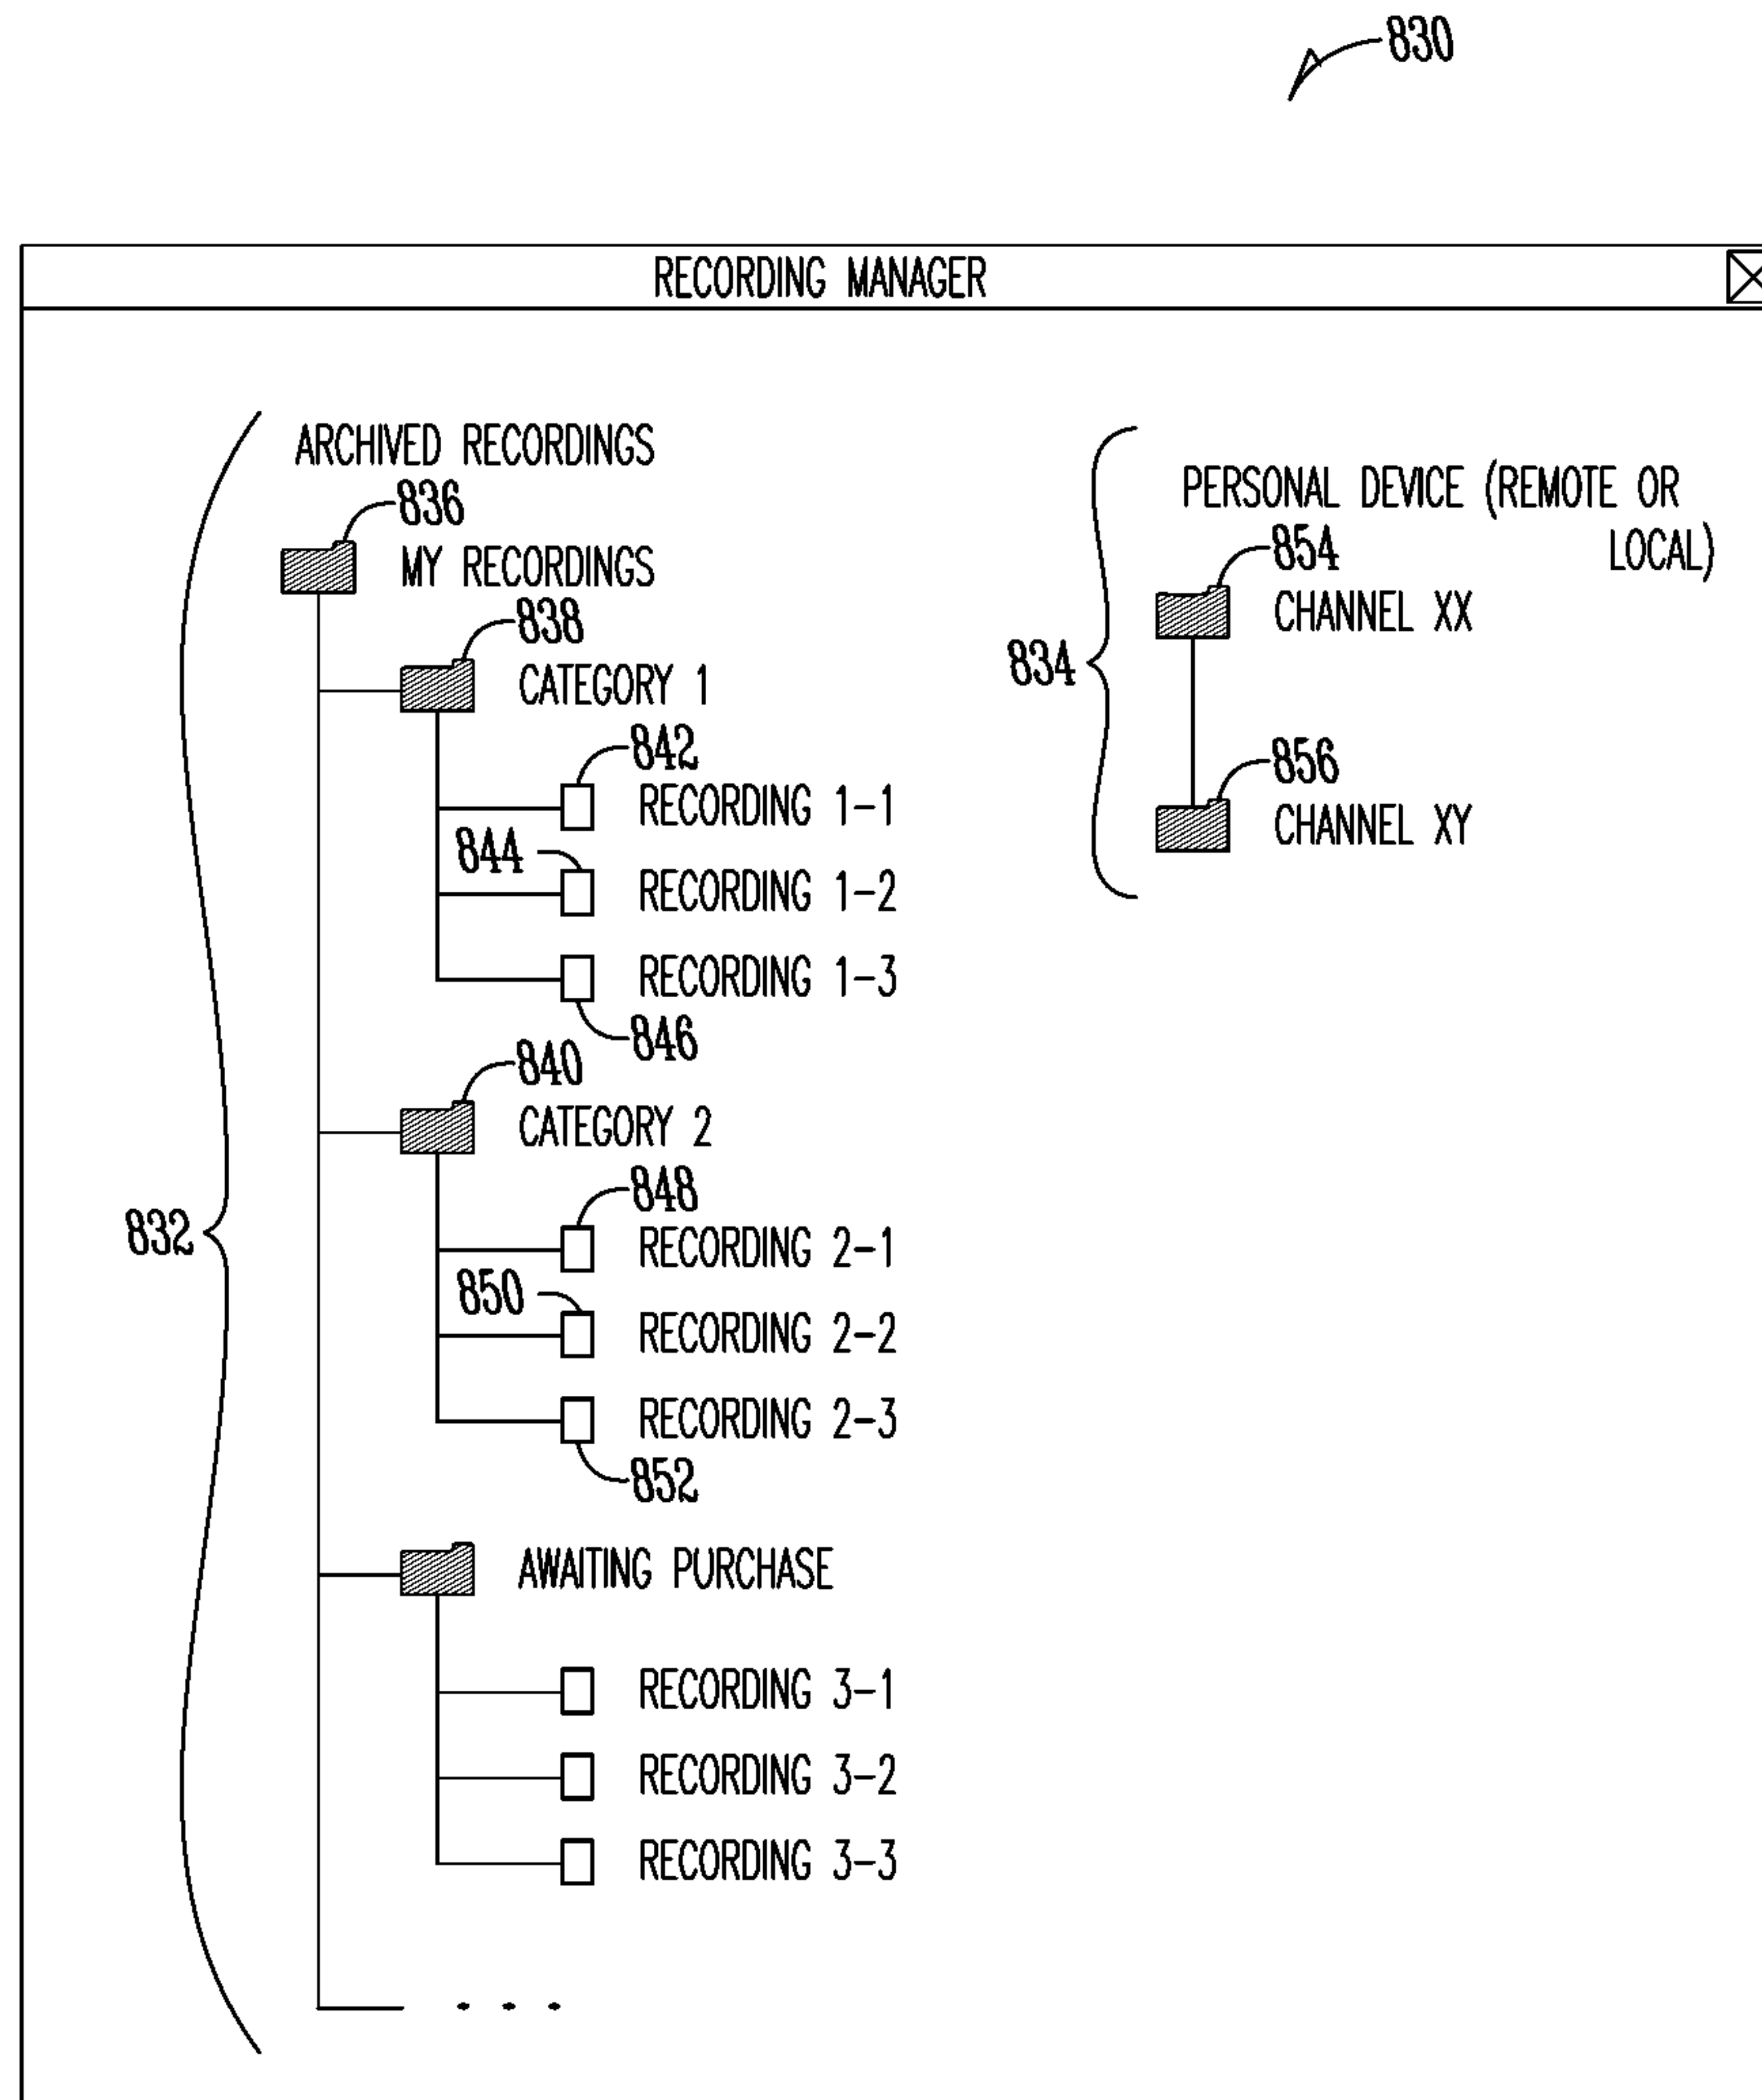 830
RECORDING MANAGER
ARCHIVED RECORDINGS
836
MY RECORDINGS
838
CATEGORY 1
842
RECORDING 1-1
844
RECORDING 1-2
RECORDING 1-3
846
840
CATEGORY 2
848
832
RECORDING 2-1
850
RECORDING 2-2
RECORDING 2-3
852
AWAITING PURCHASE
RECORDING 3-1
RECORDING 3-2
RECORDING 3-3
. . .
PERSONAL DEVICE (REMOTE OR
LOCAL)
854
CHANNEL XX
834
856
CHANNEL XY